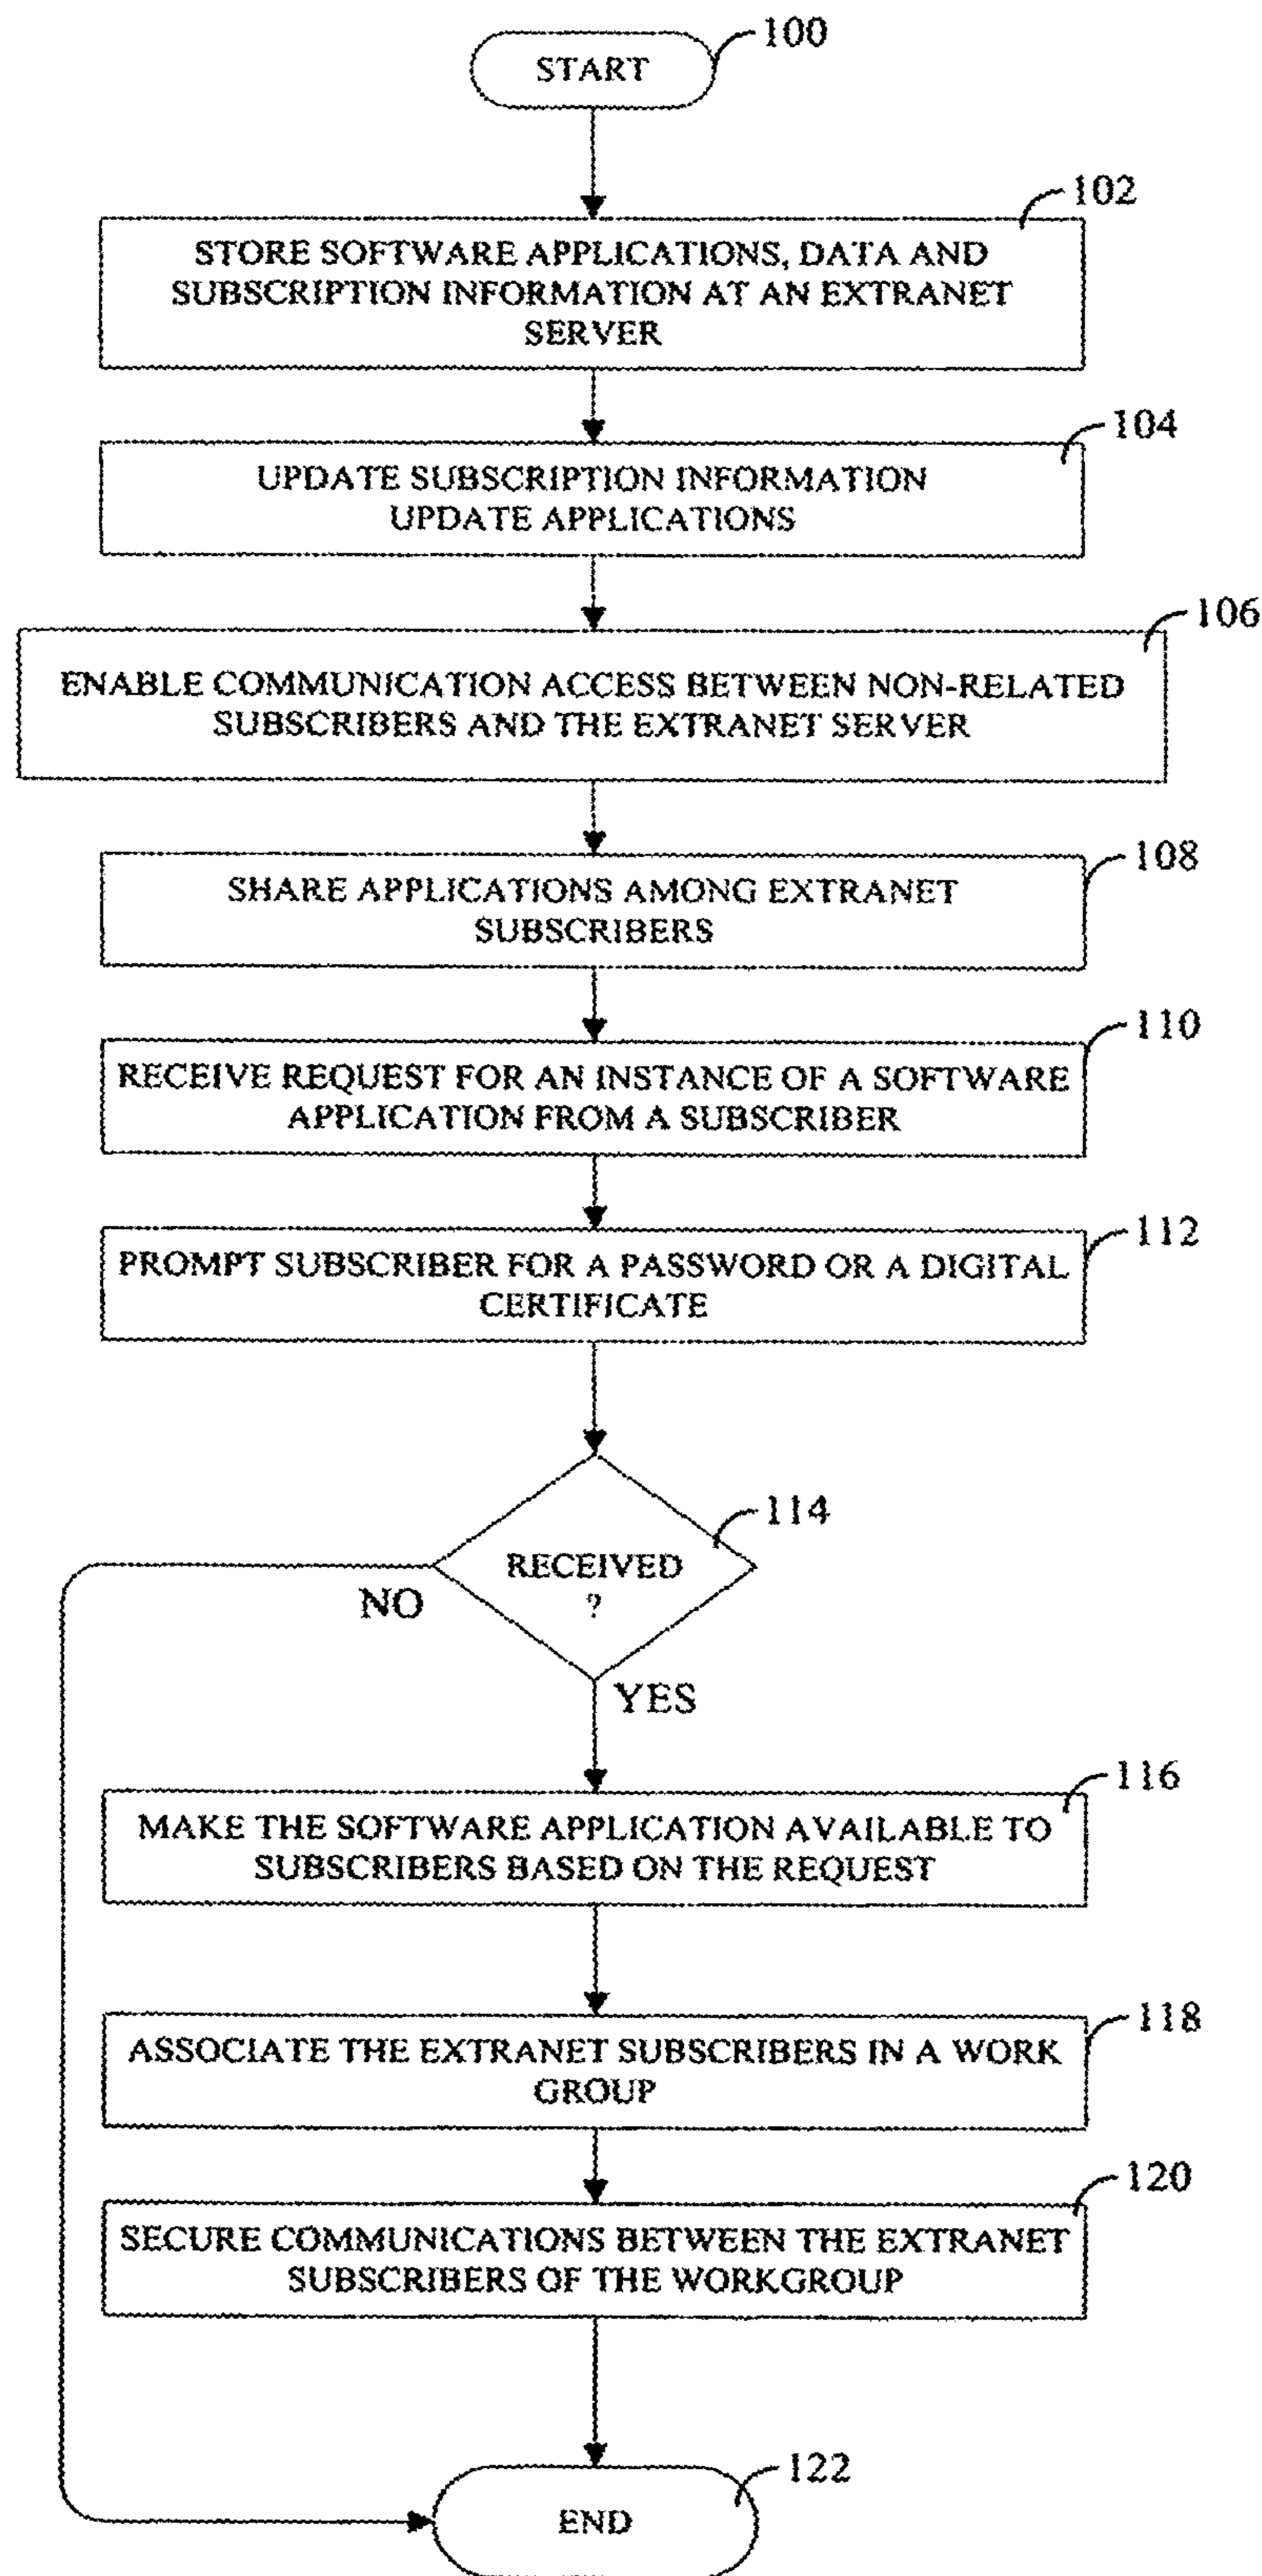 START
100
102
STORE SOFTWARE APPLICATIONS, DATA AND
SUBSCRIPTION INFORMATION AT AN EXTRANET
SERVER
104
UPDATE SUBSCRIPTION INFORMATION
UPDATE APPLICATIONS
106
ENABLE COMMUNICATION ACCESS BETWEEN NON-RELATED
SUBSCRIBERS AND THE EXTRANET SERVER
108
SHARE APPLICATIONS AMONG EXTRANET
SUBSCRIBERS
110
RECEIVE REQUEST FOR AN INSTANCE OF A SOFTWARE
APPLICATION FROM A SUBSCRIBER
112
PROMPT SUBSCRIBER FOR A PASSWORD OR A DIGITAL
CERTIFICATE
114
RECEIVED
?
NO
YES
116
MAKE THE SOFTWARE APPLICATION AVAILABLE TO
SUBSCRIBERS BASED ON THE REQUEST
118
ASSOCIATE THE EXTRANET SUBSCRIBERS IN A WORK
GROUP
120
SECURE COMMUNICATIONS BETWEEN THE EXTRANET
SUBSCRIBERS OF THE WORKGROUP
122
END